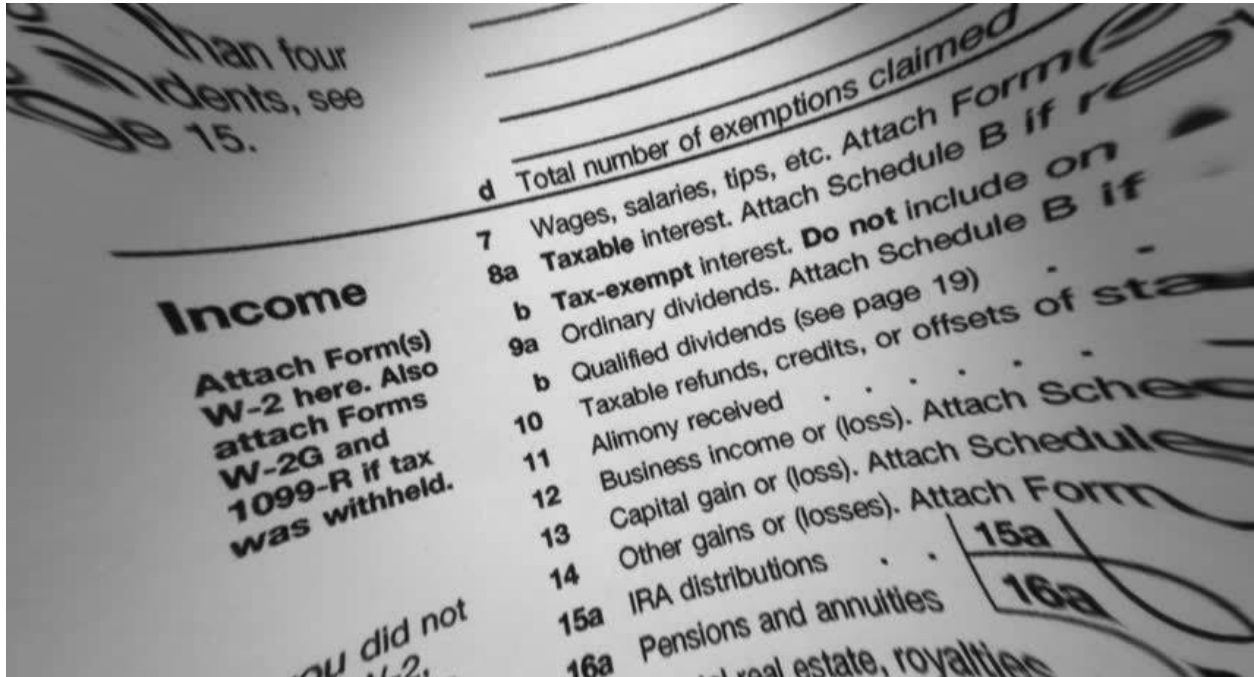 than four
dents, see
15.
d Total number of exemptions claimed
7 Wages, salaries, tips, etc. Attach Form(
8a Taxable interest. Attach Schedule B if
b Tax-exempt interest. Do not include on
9a Ordinary dividends. Attach Schedule B if
b Qualified dividends (see page 19)
10 Taxable refunds, credits, or offsets of
11 Alimony received
12 Business income or (loss). Attach
13 Capital gain or (loss). Attach Schedule
14 Other gains or (losses). Attach Form
15a IRA distributions 15a
16a Pensions and annuities 16a
real estate, royalties
Income
Attach Form(s)
W-2 here. Also
attach Forms
W-2G and
1099-R if tax
was withheld.
did not